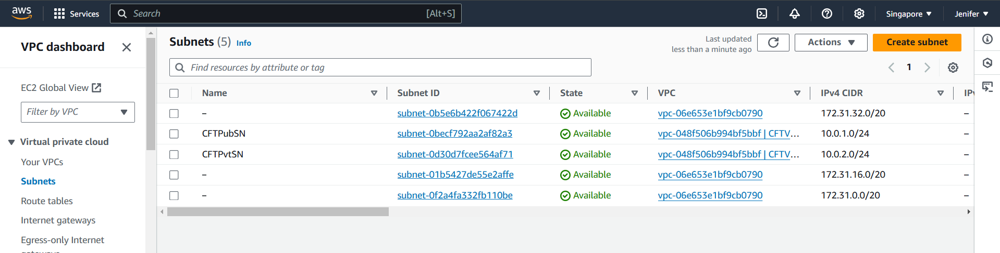 aws Services Search [Alt+S] Singapore Jenifer
VPC dashboard
EC2 Global View
Filter by VPC
Virtual private cloud
Your VPCs
Subnets
Route tables
Internet gateways
Egress-only Internet
gateways
Subnets (5) Info
Last updated
less than a minute ago
Actions
Create subnet
Find resources by attribute or tag
1
Name Subnet ID State VPC IPv4 CIDR IPv
– subnet-0b5e6b422f067422d Available vpc-06e653e1bf9cb0790 172.31.32.0/20 –
CFTPubSN subnet-0becf792aa2af82a3 Available vpc-048f506b994bf5bbf | CFTV... 10.0.1.0/24 –
CFTPvtSN subnet-0d30d7fcee564af71 Available vpc-048f506b994bf5bbf | CFTV... 10.0.2.0/24 –
– subnet-01b5427de55e2affe Available vpc-06e653e1bf9cb0790 172.31.16.0/20 –
– subnet-0f2a4fa332fb110be Available vpc-06e653e1bf9cb0790 172.31.0.0/20 –